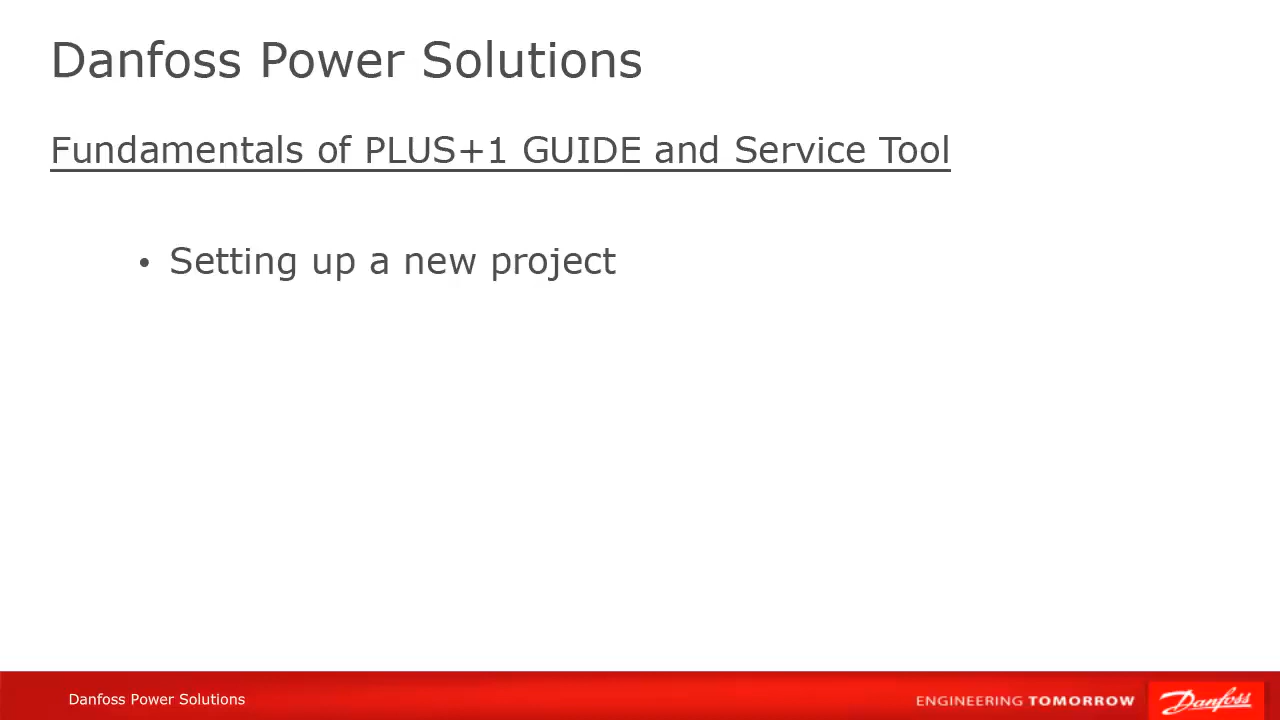 Danfoss Power Solutions
Fundamentals of PLUS+1 GUIDE and Service Tool
• Setting up a new project
Danfoss Power Solutions
ENGINEERING TOMORROW
Danfoss